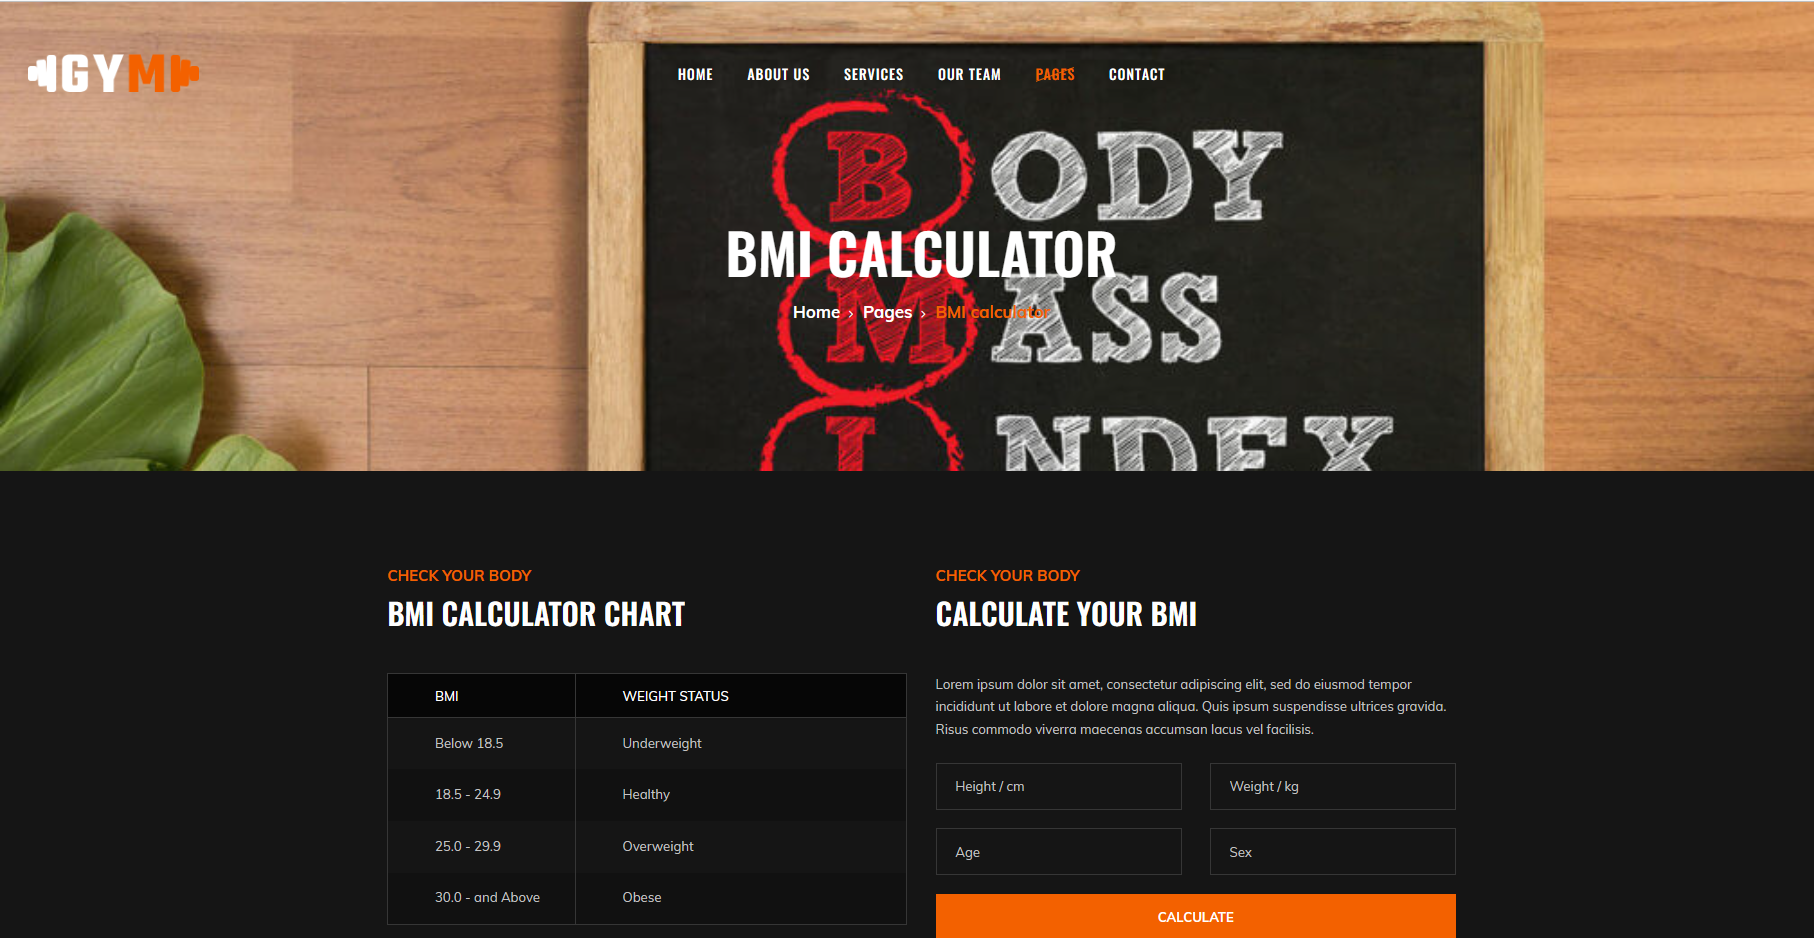 GYM
HOME ABOUT US SERVICES OUR TEAM PAGES CONTACT
BODY
BMI CALCULATOR
MASS
Home › Pages › BMI calculator
INDEX
CHECK YOUR BODY
BMI CALCULATOR CHART
BMI WEIGHT STATUS
Below 18.5 Underweight
18.5 - 24.9 Healthy
25.0 - 29.9 Overweight
30.0 - and Above Obese
CHECK YOUR BODY
CALCULATE YOUR BMI
Lorem ipsum dolor sit amet, consectetur adipiscing elit, sed do eiusmod tempor
incididunt ut labore et dolore magna aliqua. Quis ipsum suspendisse ultrices gravida.
Risus commodo viverra maecenas accumsan lacus vel facilisis.
Height / cm Weight / kg
Age Sex
CALCULATE